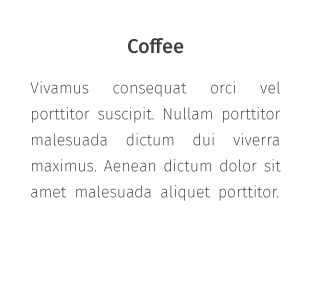 Coffee
Vivamus consequat orci vel
porttitor suscipit. Nullam porttitor
malesuada dictum dui viverra
maximus. Aenean dictum dolor sit
amet malesuada aliquet porttitor.